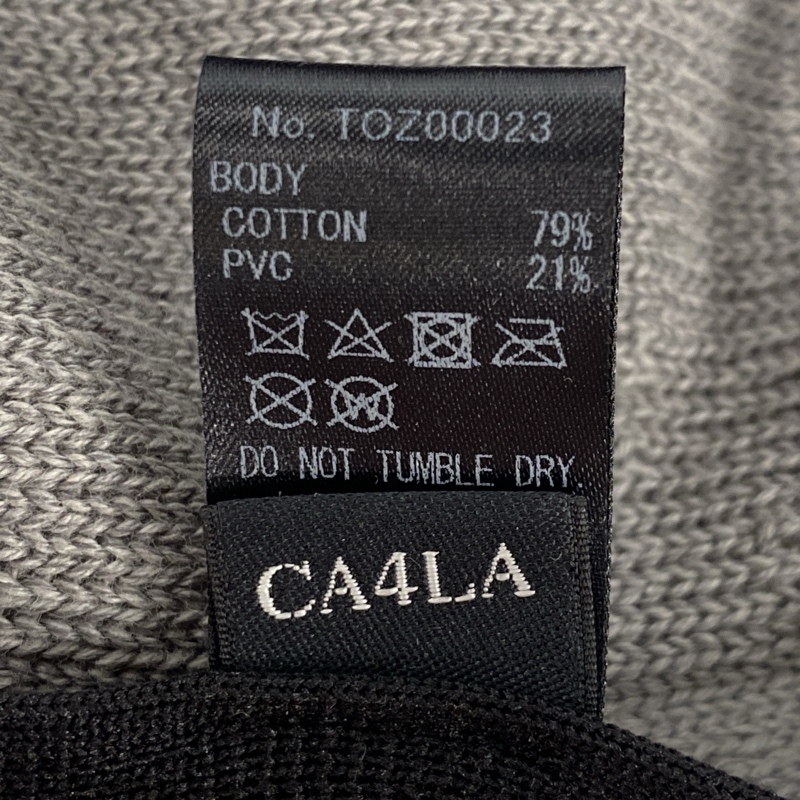 No. TOZ00023
BODY
COTTON 79%
PVC 21%
W
DO NOT TUMBLE DRY.
CA4LA